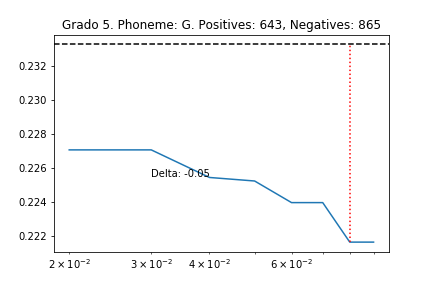 Grado 5. Phoneme: G. Positives: 643, Negatives: 865
0.232
0.230
0.228
0.226
0.224
0.222
Delta: -0.05
2 × 10⁻² 3 × 10⁻² 4 × 10⁻² 6 × 10⁻²